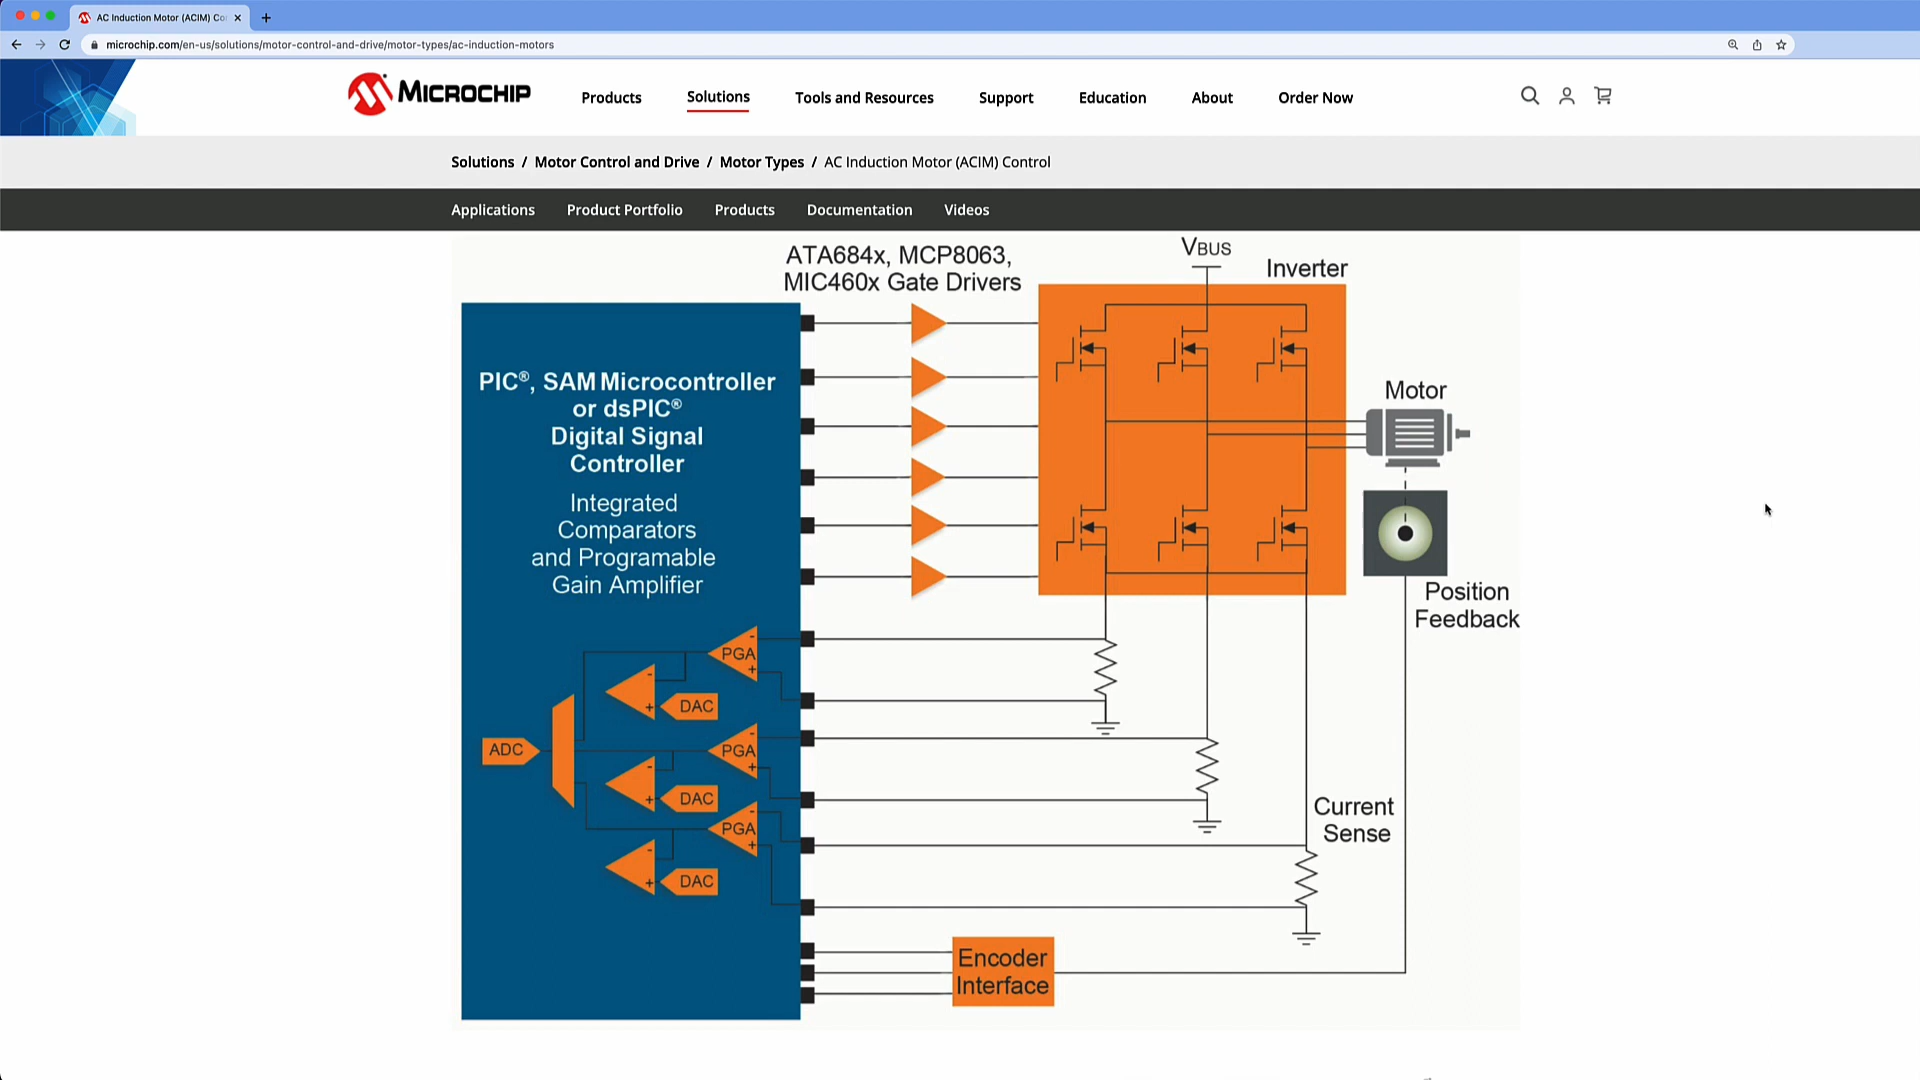 AC Induction Motor (ACIM) Co
microchip.com/en-us/solutions/motor-control-and-drive/motor-types/ac-induction-motors
MICROCHIP
Products Solutions Tools and Resources Support Education About Order Now
Solutions / Motor Control and Drive / Motor Types / AC Induction Motor (ACIM) Control
Applications Product Portfolio Products Documentation Videos
ATA684x, MCP8063,
MIC460x Gate Drivers
VBUS
Inverter
PIC®, SAM Microcontroller
or dsPIC®
Digital Signal
Controller
Integrated
Comparators
and Programable
Gain Amplifier
Motor
Position
Feedback
- PGA +
- + DAC
- PGA +
ADC
- + DAC
- PGA +
- + DAC
Current
Sense
Encoder
Interface